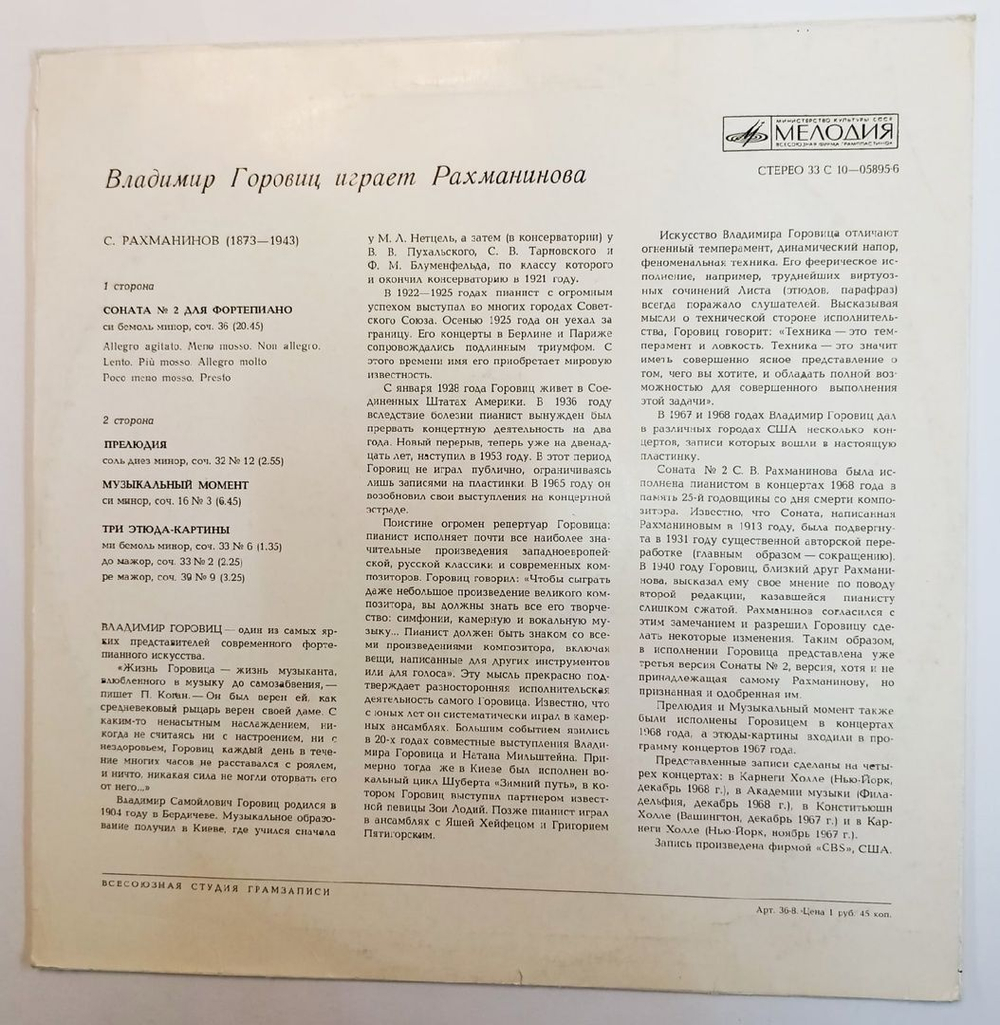 МИНИСТЕРСТВО КУЛЬТУРЫ СССР
МЕЛОДИЯ
ВСЕСОЮЗНАЯ ФИРМА ГРАМПЛАСТИНОК
СТЕРЕО 33 С 10—05895-6
Владимир Горовиц играет Рахманинова
С. РАХМАНИНОВ (1873—1943)
1 сторона
СОНАТА № 2 ДЛЯ ФОРТЕПИАНО
си бемоль минор, соч. 36 (20.45)
Allegro agitato. Meno mosso. Non allegro.
Lento. Più mosso. Allegro molto
Poco meno mosso. Presto
2 сторона
ПРЕЛЮДИЯ
соль диез минор, соч. 32 № 12 (2.55)
МУЗЫКАЛЬНЫЙ МОМЕНТ
си минор, соч. 16 № 3 (6.45)
ТРИ ЭТЮДА-КАРТИНЫ
ми бемоль минор, соч. 33 № 6 (1.35)
до мажор, соч. 33 № 2 (2.25)
ре мажор, соч. 39 № 9 (3.25)
ВЛАДИМИР ГОРОВИЦ — один из самых яр-
ких представителей современного форте-
пианного искусства.
«Жизнь Горовица — жизнь музыканта,
влюбленного в музыку до самозабвения, —
пишет П. Коган. — Он был верен ей, как
средневековый рыцарь верен своей даме. С
каким-то ненасытным наслаждением, ни-
когда не считаясь ни с настроением, ни с
нездоровьем, Горовиц каждый день в тече-
ние многих часов не расставался с роялем,
и ничто, никакая сила не могли оторвать его
от него...»
Владимир Самойлович Горовиц родился в
1904 году в Бердичеве. Музыкальное образо-
вание получил в Киеве, где учился сначала
у М. Л. Нетцель, а затем (в консерватории) у
В. В. Пухальского, С. В. Тарновского и
Ф. М. Блуменфельда, по классу которого
и окончил консерваторию в 1921 году.
В 1922—1925 годах пианист с огромным
успехом выступал во многих городах Совет-
ского Союза. Осенью 1925 года он уехал за
границу. Его концерты в Берлине и Париже
сопровождались подлинным триумфом. С
этого времени имя его приобретает мировую
известность.
С января 1928 года Горовиц живет в Сое-
диненных Штатах Америки. В 1936 году
вследствие болезни пианист вынужден был
прервать концертную деятельность на два
года. Новый перерыв, теперь уже на двенад-
цать лет, наступил в 1953 году. В этот период
Горовиц не играл публично, ограничиваясь
лишь записями на пластинки. В 1965 году он
возобновил свои выступления на концертной
эстраде.
Поистине огромен репертуар Горовица:
пианист исполняет почти все наиболее зна-
чительные произведения западноевропей-
ской, русской классики и современных ком-
позиторов. Горовиц говорил: «Чтобы сыграть
даже небольшое произведение великого ком-
позитора, вы должны знать все его творче-
ство: симфонии, камерную и вокальную му-
зыку... Пианист должен быть знаком со все-
ми произведениями композитора, включая
вещи, написанные для других инструментов
или для голоса». Эту мысль прекрасно под-
тверждает разносторонняя исполнительская
деятельность самого Горовица. Известно, что
с юных лет он систематически играл в камер-
ных ансамблях. Большим событием явились
в 20-х годах совместные выступления Влади-
мира Горовица и Натана Мильштейна. При-
мерно тогда же в Киеве был исполнен во-
кальный цикл Шуберта «Зимний путь», в ко-
тором Горовиц выступил партнером извест-
ной певицы Зои Лодий. Позже пианист играл
в ансамблях с Яшей Хейфецом и Григорием
Пятигорским.
Искусство Владимира Горовица отличают
огненный темперамент, динамический напор,
феноменальная техника. Его феерическое ис-
полнение, например, труднейших виртуоз-
ных сочинений Листа (этюдов, парафраз)
всегда поражало слушателей. Высказывая
мысли о технической стороне исполнитель-
ства, Горовиц говорит: «Техника — это тем-
перамент и ловкость. Техника — это значит
иметь совершенно ясное представление о
том, чего вы хотите, и обладать полной воз-
можностью для совершенного выполнения
этой задачи».
В 1967 и 1968 годах Владимир Горовиц дал
в различных городах США несколько кон-
цертов, записи которых вошли в настоящую
пластинку.
Соната № 2 С. В. Рахманинова была ис-
полнена пианистом в концертах 1968 года в
память 25-й годовщины со дня смерти компо-
зитора. Известно, что Соната, написанная
Рахманиновым в 1913 году, была подвергну-
та в 1931 году существенной авторской пере-
работке (главным образом — сокращению).
В 1940 году Горовиц, близкий друг Рахмани-
нова, высказал ему свое мнение по поводу
второй редакции, казавшейся пианисту
слишком сжатой. Рахманинов согласился с
этим замечанием и разрешил Горовицу сде-
лать некоторые изменения. Таким образом,
в исполнении Горовица представлена уже
третья версия Сонаты № 2, версия, хотя и не
принадлежащая самому Рахманинову, но
признанная и одобренная им.
Прелюдия и Музыкальный момент также
были исполнены Горовицем в концертах
1968 года, а этюды-картины входили в про-
грамму концертов 1967 года.
Представленные записи сделаны на четы-
рех концертах: в Карнеги Холле (Нью-Йорк,
декабрь 1968 г.), в Академии музыки (Фила-
дельфия, декабрь 1968 г.), в Конститьюшн
Холле (Вашингтон, декабрь 1967 г.) и в Кар-
неги Холле (Нью-Йорк, ноябрь 1967 г.).
Запись произведена фирмой «CBS», США.
ВСЕСОЮЗНАЯ СТУДИЯ ГРАМЗАПИСИ
Арт. 36-8. Цена 1 руб. 45 коп.